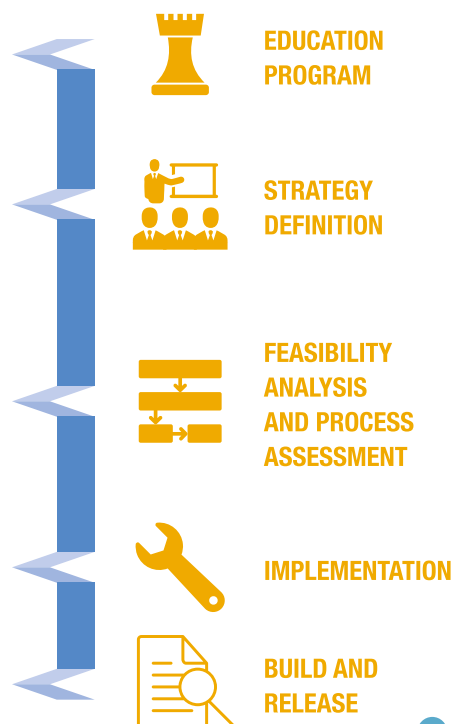 EDUCATION
PROGRAM
STRATEGY
DEFINITION
FEASIBILITY
ANALYSIS
AND PROCESS
ASSESSMENT
IMPLEMENTATION
BUILD AND
RELEASE